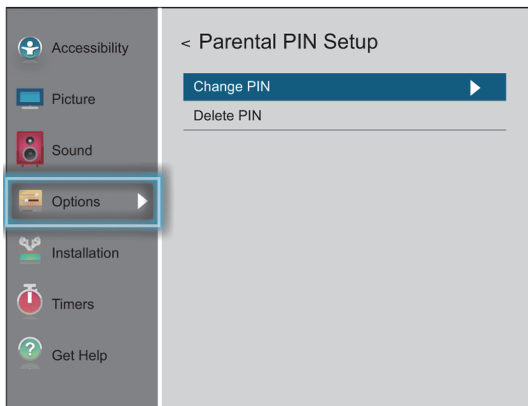 Accessibility
Picture
Sound
Options
Installation
Timers
? Get Help
< Parental PIN Setup
Change PIN
Delete PIN